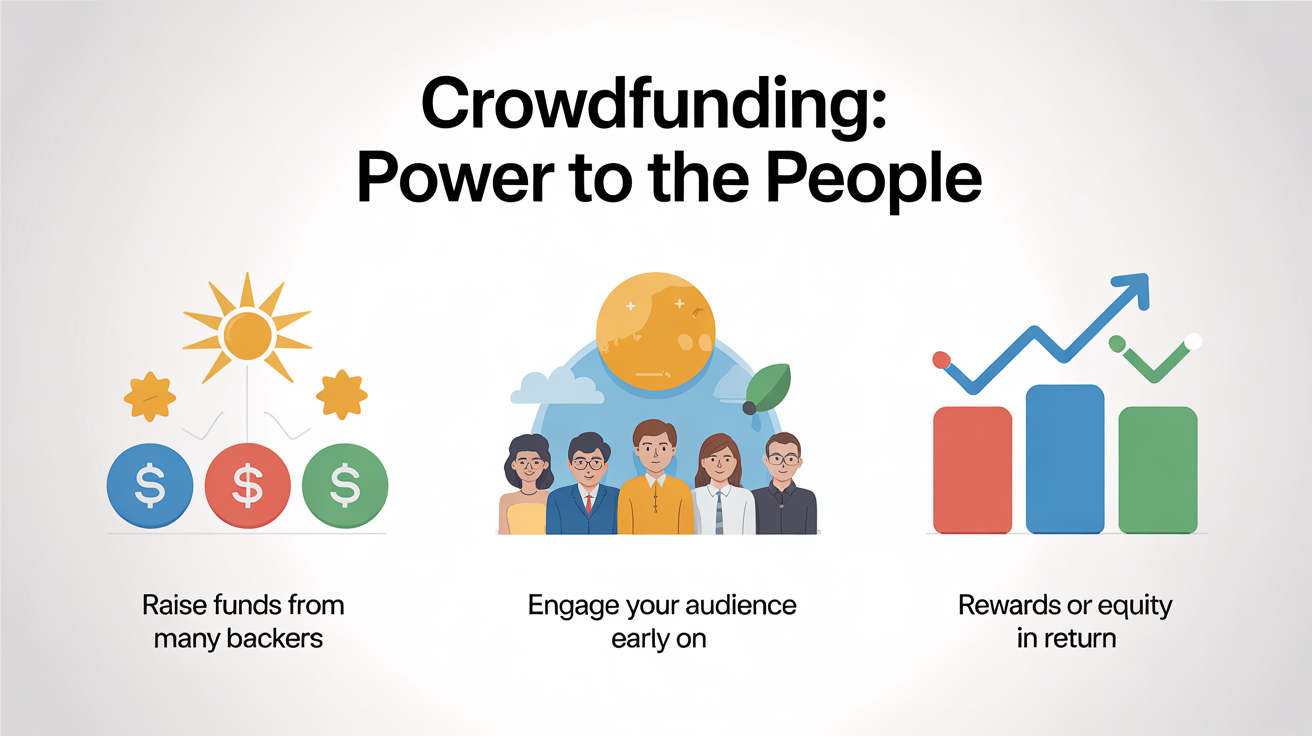 Crowdfunding:
Power to the People
$ $ $
Raise funds from
many backers
Engage your audience
early on
Rewards or equity
in return